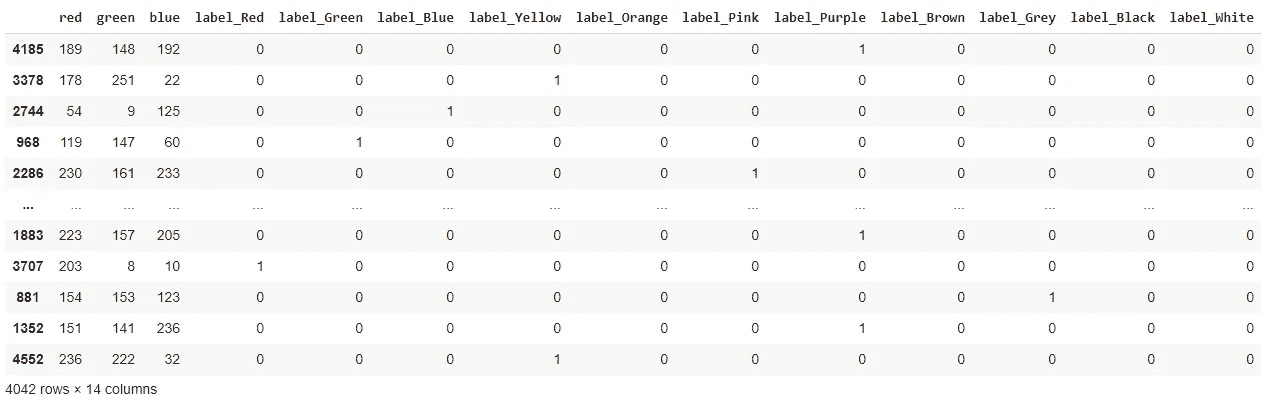 red green blue label_Red label_Green label_Blue label_Yellow label_Orange label_Pink label_Purple label_Brown label_Grey label_Black label_White
4185 189 148 192 0 0 0 0 0 0 1 0 0 0 0
3378 178 251 22 0 0 0 1 0 0 0 0 0 0 0
2744 54 9 125 0 0 1 0 0 0 0 0 0 0 0
968 119 147 60 0 1 0 0 0 0 0 0 0 0 0
2286 230 161 233 0 0 0 0 0 1 0 0 0 0 0
... ... ... ... ... ... ... ... ... ... ... ... ... ... ...
1883 223 157 205 0 0 0 0 0 0 1 0 0 0 0
3707 203 8 10 1 0 0 0 0 0 0 0 0 0 0
881 154 153 123 0 0 0 0 0 0 0 0 1 0 0
1352 151 141 236 0 0 0 0 0 0 1 0 0 0 0
4552 236 222 32 0 0 0 1 0 0 0 0 0 0 0
4042 rows × 14 columns